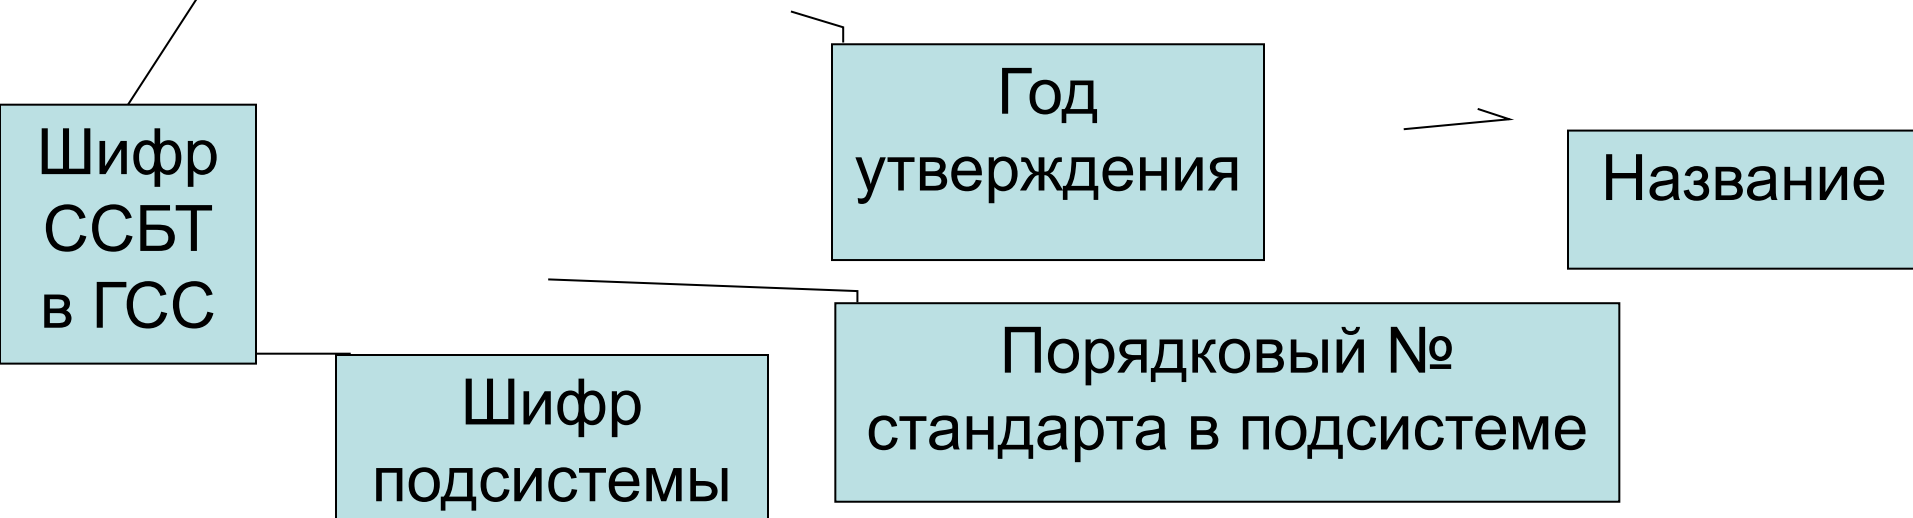 Шифр
ССБТ
в ГСС
Год
утверждения
Название
Шифр
подсистемы
Порядковый №
стандарта в подсистеме